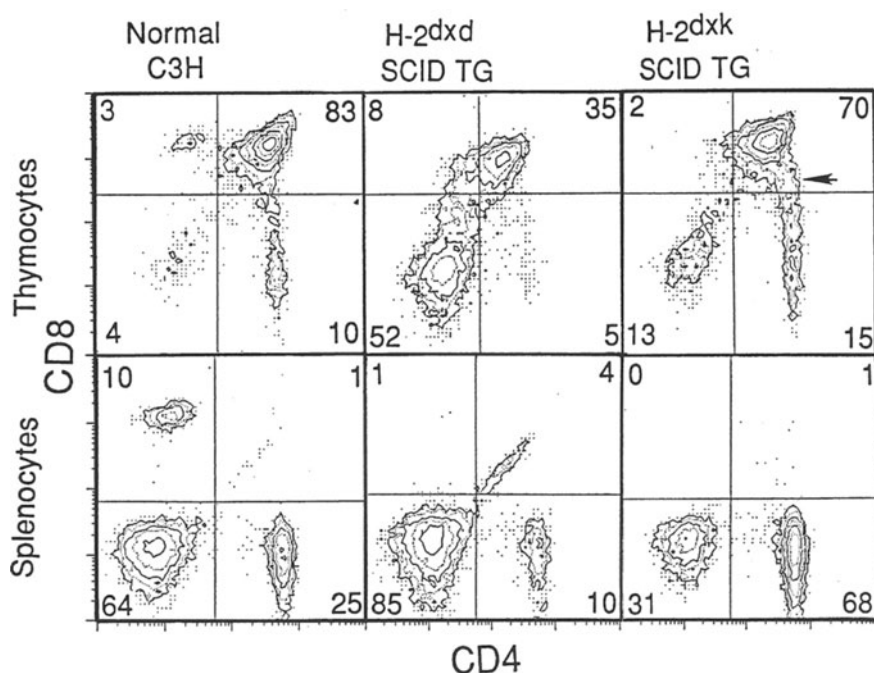 Normal
C3H
H-2dxd
SCID TG
H-2dxk
SCID TG
Thymocytes
CD8
Splenocytes
3 83
4 10
8 35
52 5
2 70
13 15
10 1
64 25
1 4
85 10
0 1
31 68
CD4